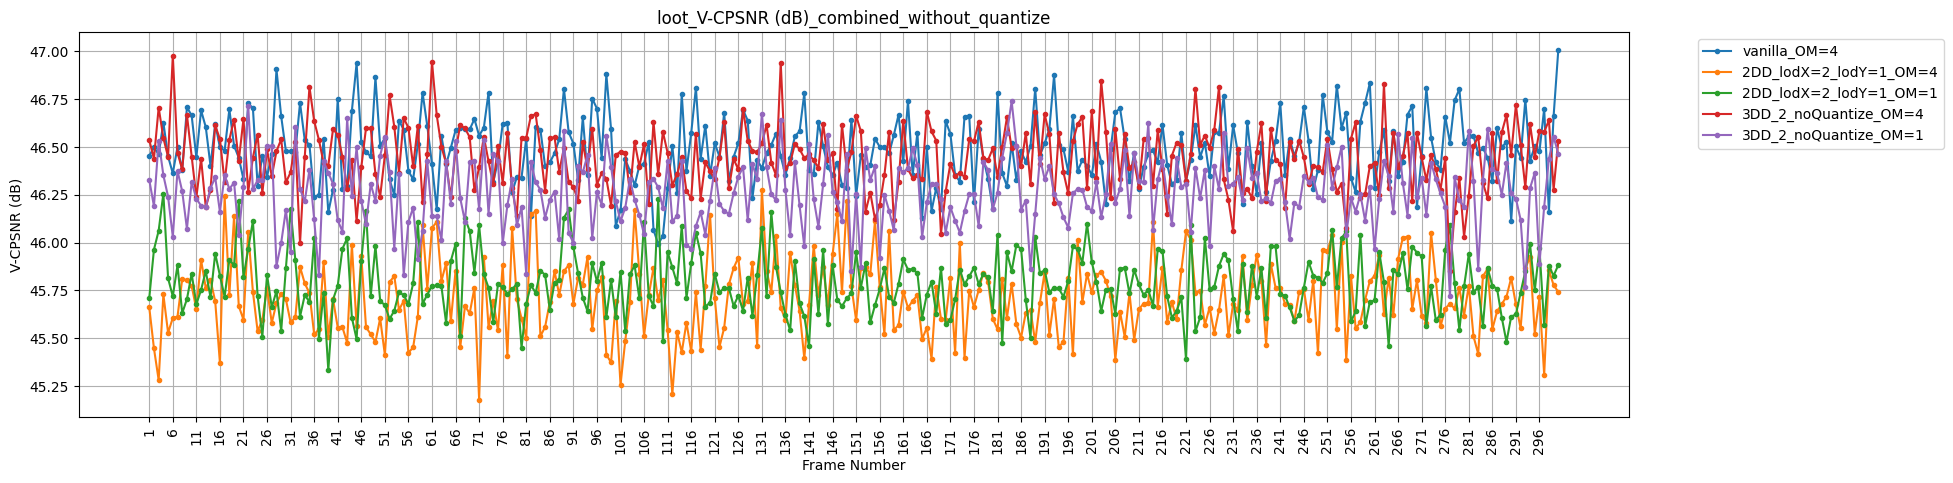 loot_V-CPSNR (dB)_combined_without_quantize
V-CPSNR (dB)
47.00
46.75
46.50
46.25
46.00
45.75
45.50
45.25
1 6 11 16 21 26 31 36 41 46 51 56 61 66 71 76 81 86 91 96 101 106 111 116 121 126 131 136 141 146 151 156 161 166 171 176 181 186 191 196 201 206 211 216 221 226 231 236 241 246 251 256 261 266 271 276 281 286 291 296
Frame Number
vanilla_OM=4
2DD_lodX=2_lodY=1_OM=4
2DD_lodX=2_lodY=1_OM=1
3DD_2_noQuantize_OM=4
3DD_2_noQuantize_OM=1